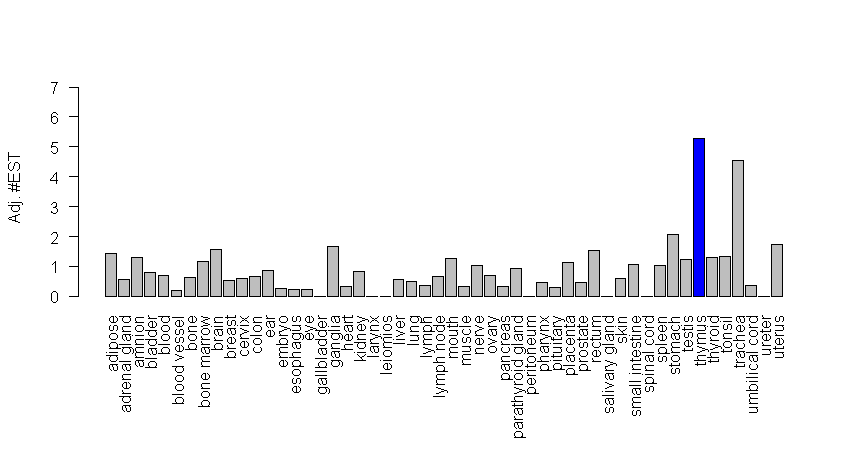 Adj. #EST
7
6
5
4
3
2
1
0
adipose
adrenal gland
amnion
bladder
blood
blood vessel
bone
bone marrow
brain
breast
cervix
colon
ear
embryo
esophagus
eye
gallbladder
ganglia
heart
kidney
larynx
leiomios
liver
lung
lymph
lymph node
mouth
muscle
nerve
ovary
pancreas
parathyroid gland
peritoneum
pharynx
pituitary
placenta
prostate
rectum
salivary gland
skin
small intestine
spinal cord
spleen
stomach
testis
thymus
thyroid
tonsil
trachea
umbilical cord
ureter
uterus